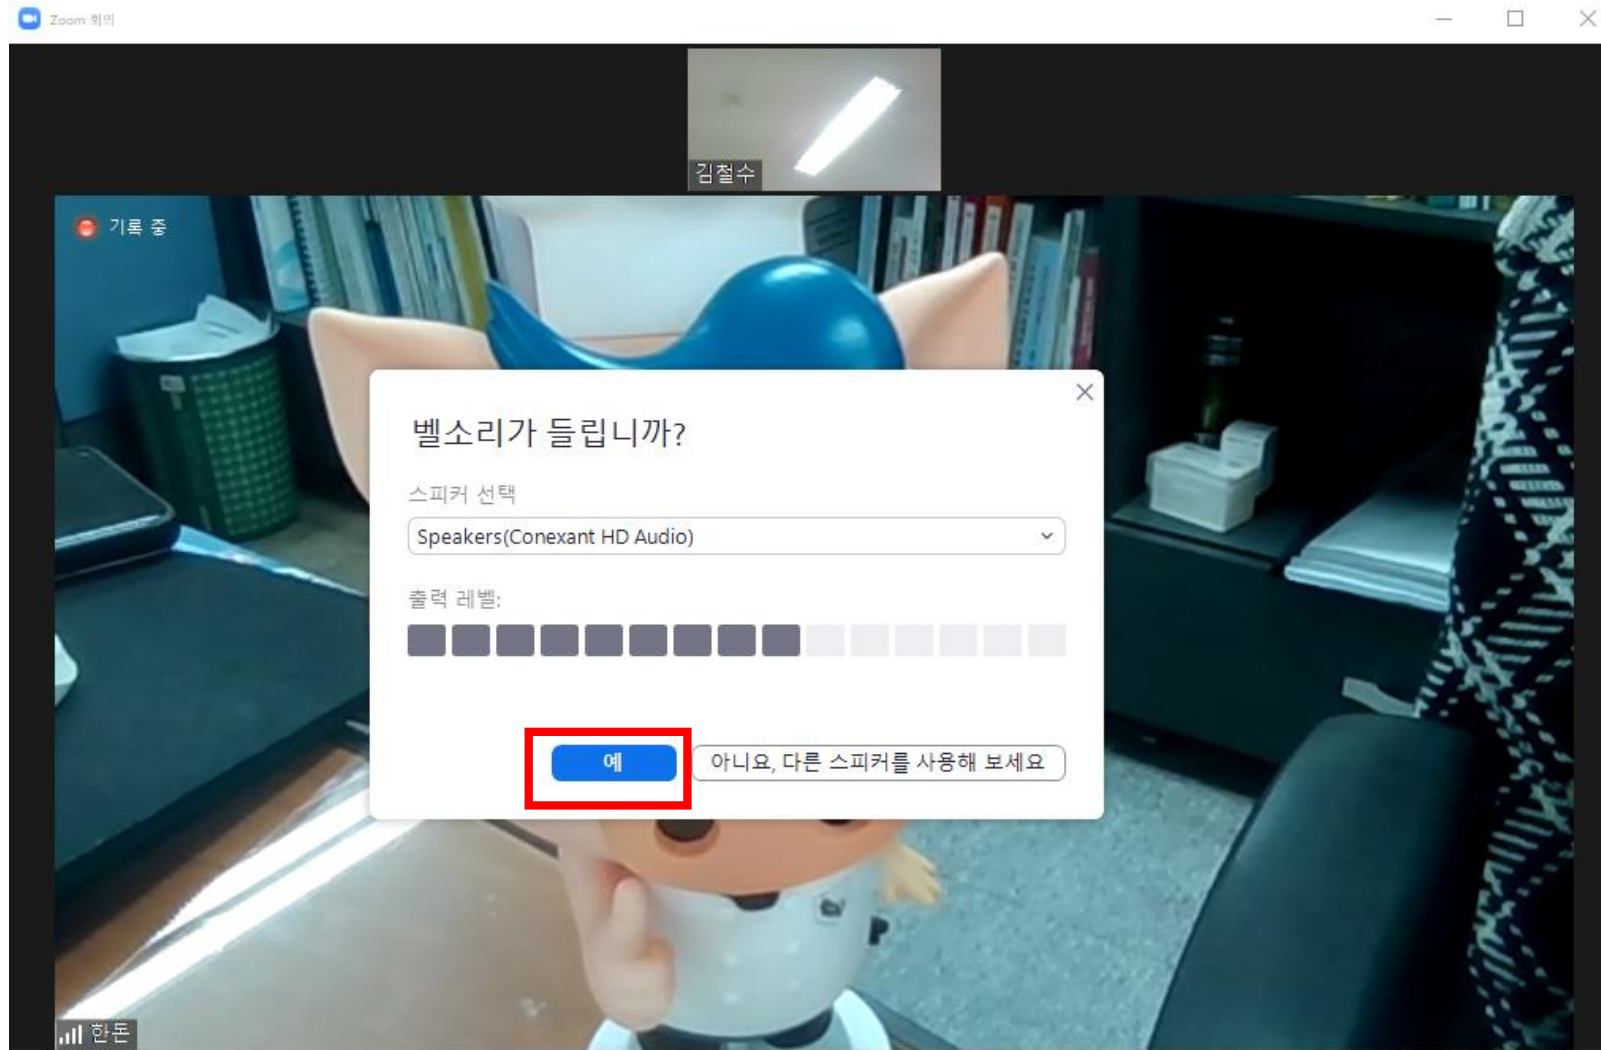 Zoom 회의
김철수
기록 중
벨소리가 들립니까?
스피커 선택
Speakers(Conexant HD Audio)
출력 레벨:
예
아니요, 다른 스피커를 사용해 보세요
한돈